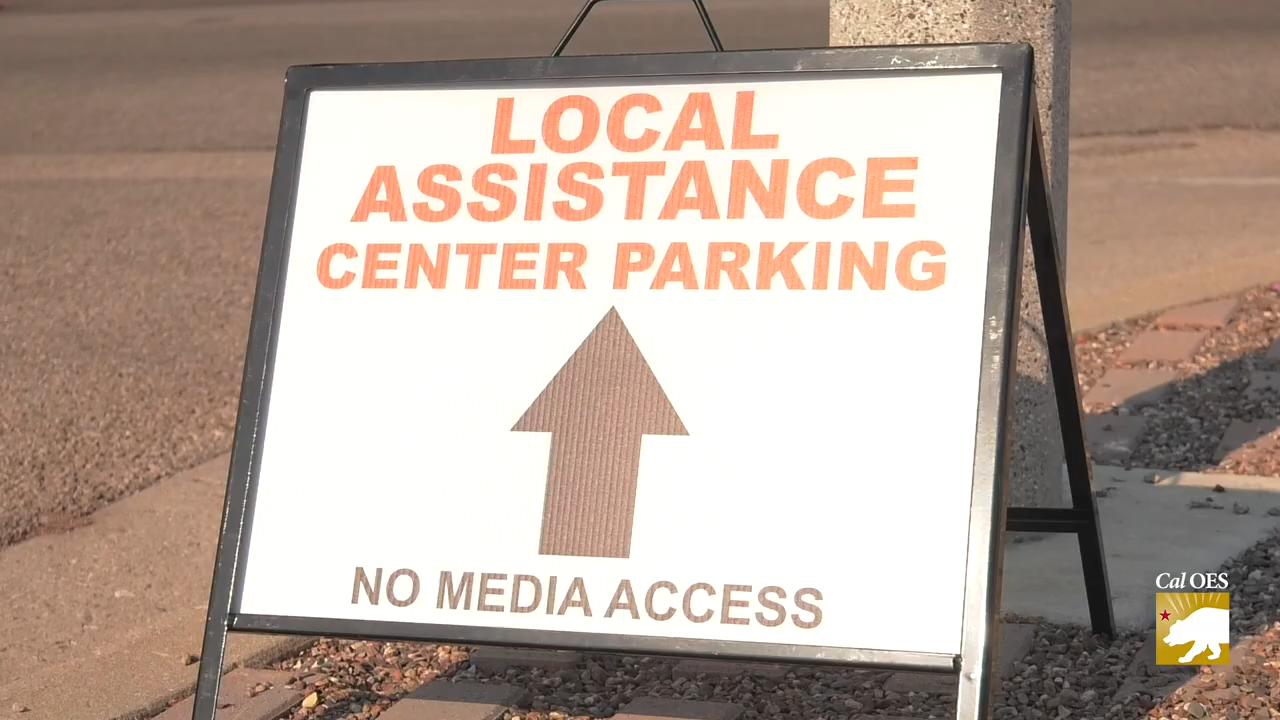 LOCAL
ASSISTANCE
CENTER PARKING
NO MEDIA ACCESS
Cal OES